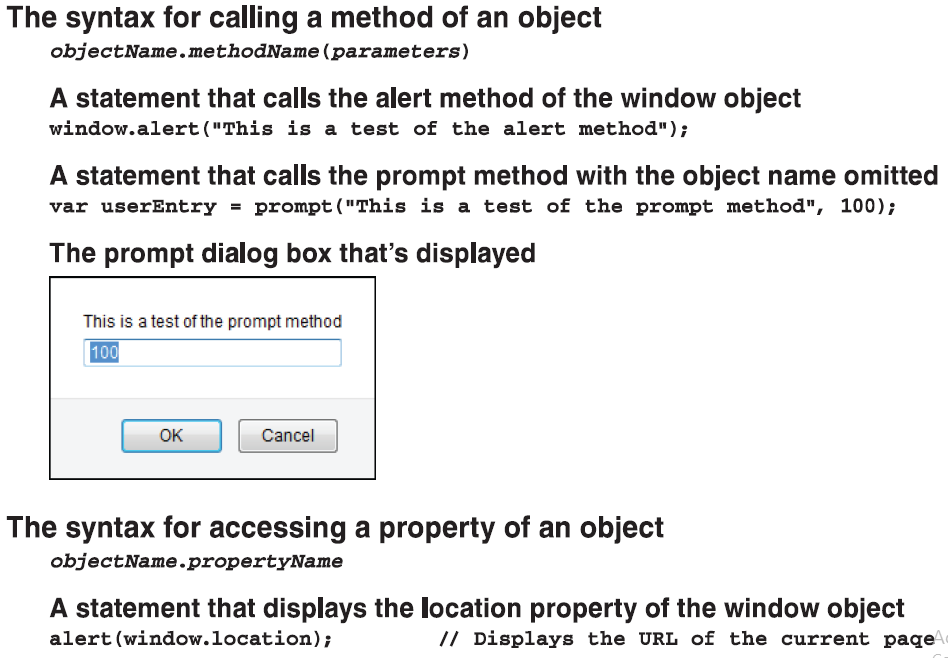 The syntax for calling a method of an object
objectName.methodName(parameters)
A statement that calls the alert method of the window object
window.alert("This is a test of the alert method");
A statement that calls the prompt method with the object name omitted
var userEntry = prompt("This is a test of the prompt method", 100);
The prompt dialog box that's displayed
This is a test of the prompt method
100
OK Cancel
The syntax for accessing a property of an object
objectName.propertyName
A statement that displays the location property of the window object
alert(window.location); // Displays the URL of the current page